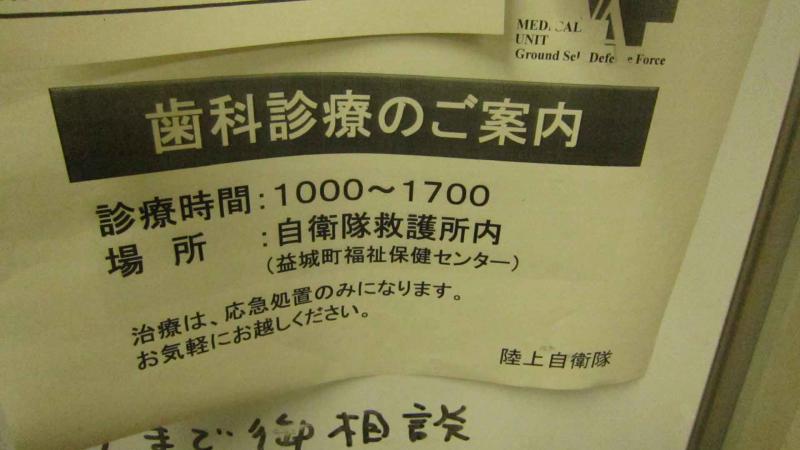 MEDICAL
UNIT
Ground Self Defense Force
歯科診療のご案内
診療時間：1000～1700
場　所　：自衛隊救護所内
（益城町福祉保健センター）
治療は、応急処置のみになります。
お気軽にお越しください。
陸上自衛隊
まで御相談